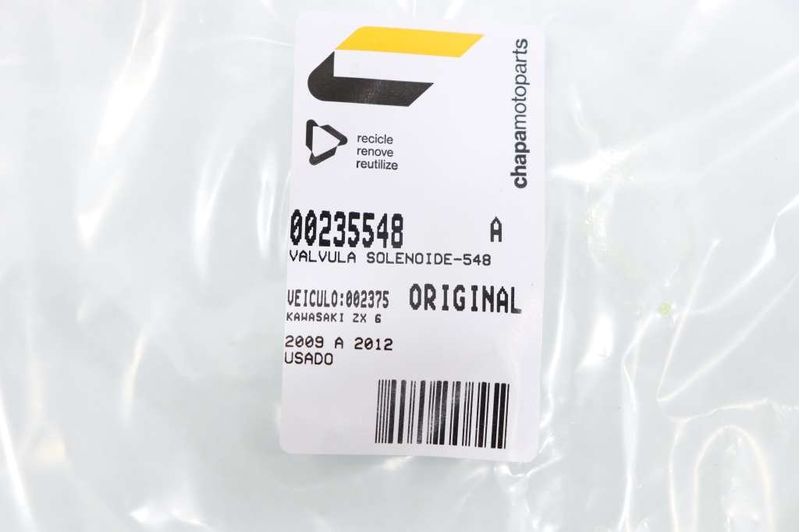 chapamotoparts
recicle
renove
reutilize
00235548 A
VALVULA SOLENOIDE-548
VEICULO:002375 ORIGINAL
KAWASAKI ZX 6
2009 A 2012
USADO